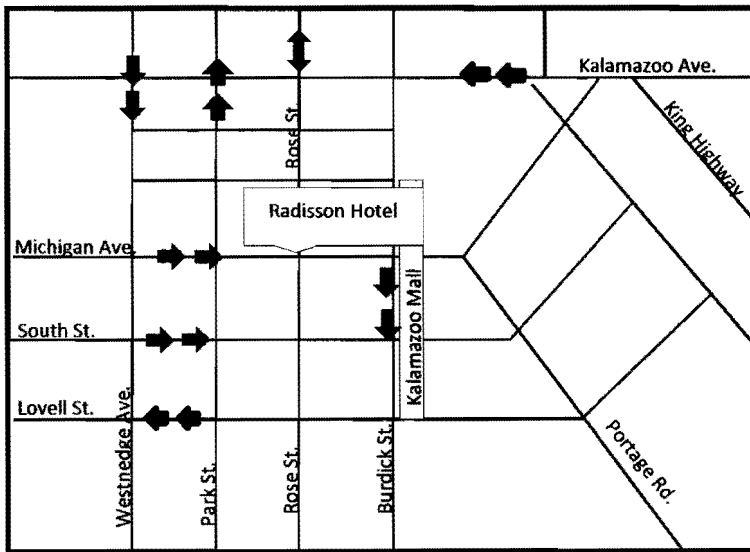 Kalamazoo Ave.
King Highway
Rose St.
Radisson Hotel
Michigan Ave.
Kalamazoo Mall
South St.
Lovell St.
Westnedge Ave.
Park St.
Rose St.
Burdick St.
Portage Rd.